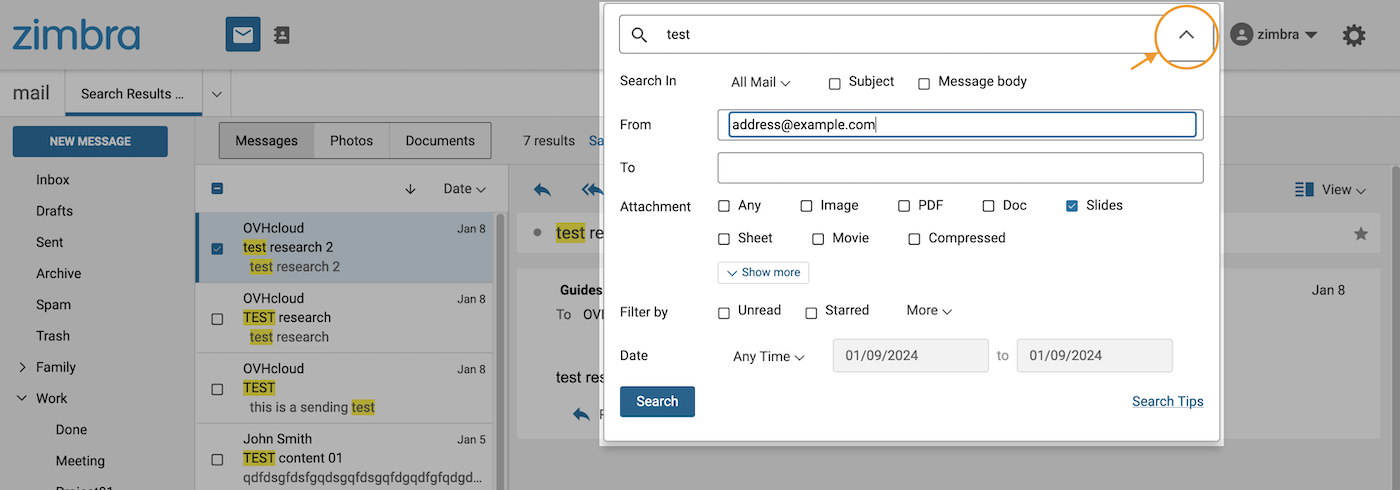 zimbra
test
zimbra
mail
Search Results ...
Search In
All Mail
Subject
Message body
From
address@example.com
To
Attachment
Any
Image
PDF
Doc
Slides
Sheet
Movie
Compressed
Show more
Filter by
Unread
Starred
More
Date
Any Time
01/09/2024
to
01/09/2024
Search
Search Tips
NEW MESSAGE
Inbox
Drafts
Sent
Archive
Spam
Trash
Family
Work
Done
Meeting
Messages
Photos
Documents
7 results
Date
OVHcloud
Jan 8
test research 2
test research 2
OVHcloud
Jan 8
TEST research
test research
OVHcloud
Jan 8
TEST
this is a sending test
John Smith
Jan 5
TEST content 01
qdfdsgfdsfgqdsgqfdsgqfdgqdfgfqdgd...
View
test re
Guides
Jan 8
To
test res